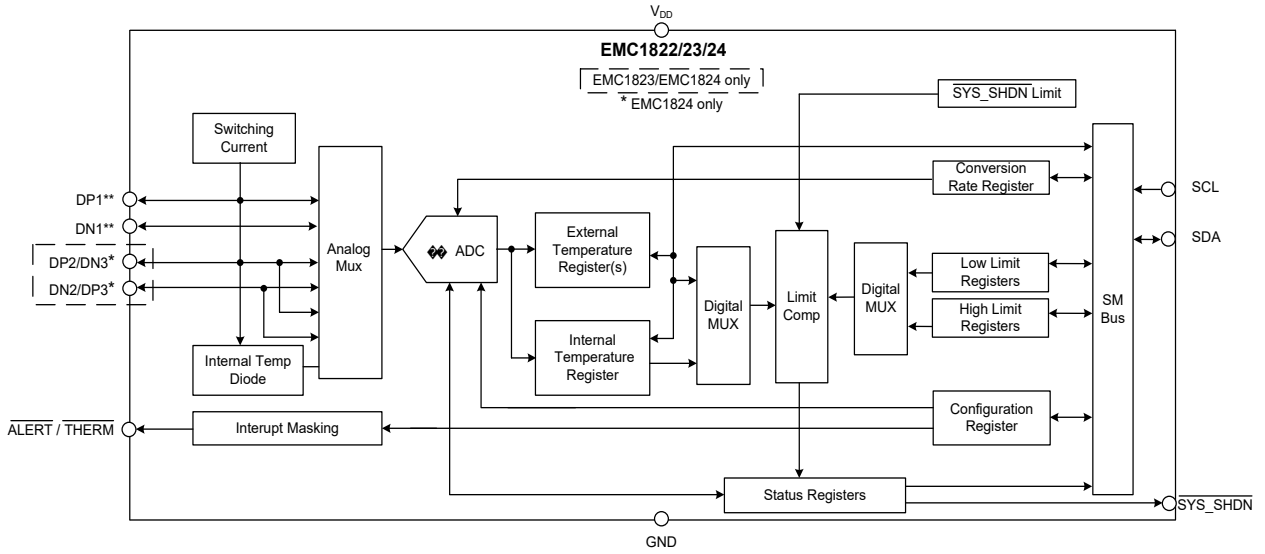 VDD
EMC1822/23/24
EMC1823/EMC1824 only
* EMC1824 only
SYS_SHDN Limit
Switching
Current
DP1**
DN1**
DP2/DN3*
DN2/DP3*
Analog
Mux
ADC
External
Temperature
Register(s)
Internal
Temperature
Register
Internal Temp
Diode
Digital
MUX
Limit
Comp
Digital
MUX
Conversion
Rate Register
Low Limit
Registers
High Limit
Registers
SM
Bus
SCL
SDA
ALERT / THERM
Interupt Masking
Configuration
Register
Status Registers
SYS_SHDN
GND